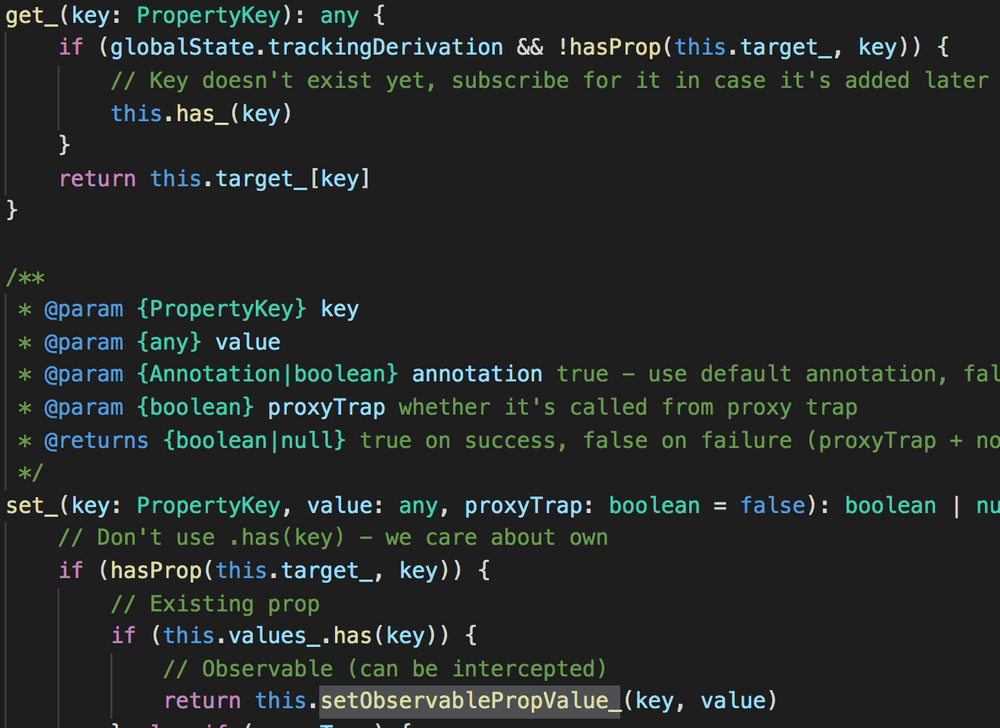 get_(key: PropertyKey): any {
    if (globalState.trackingDerivation && !hasProp(this.target_, key)) {
        // Key doesn't exist yet, subscribe for it in case it's added later
        this.has_(key)
    }
    return this.target_[key]
}

/**
 * @param {PropertyKey} key
 * @param {any} value
 * @param {Annotation|boolean} annotation true – use default annotation, fal
 * @param {boolean} proxyTrap whether it's called from proxy trap
 * @returns {boolean|null} true on success, false on failure (proxyTrap + no
 */
set_(key: PropertyKey, value: any, proxyTrap: boolean = false): boolean | nu
    // Don't use .has(key) – we care about own
    if (hasProp(this.target_, key)) {
        // Existing prop
        if (this.values_.has(key)) {
            // Observable (can be intercepted)
            return this.setObservablePropValue_(key, value)